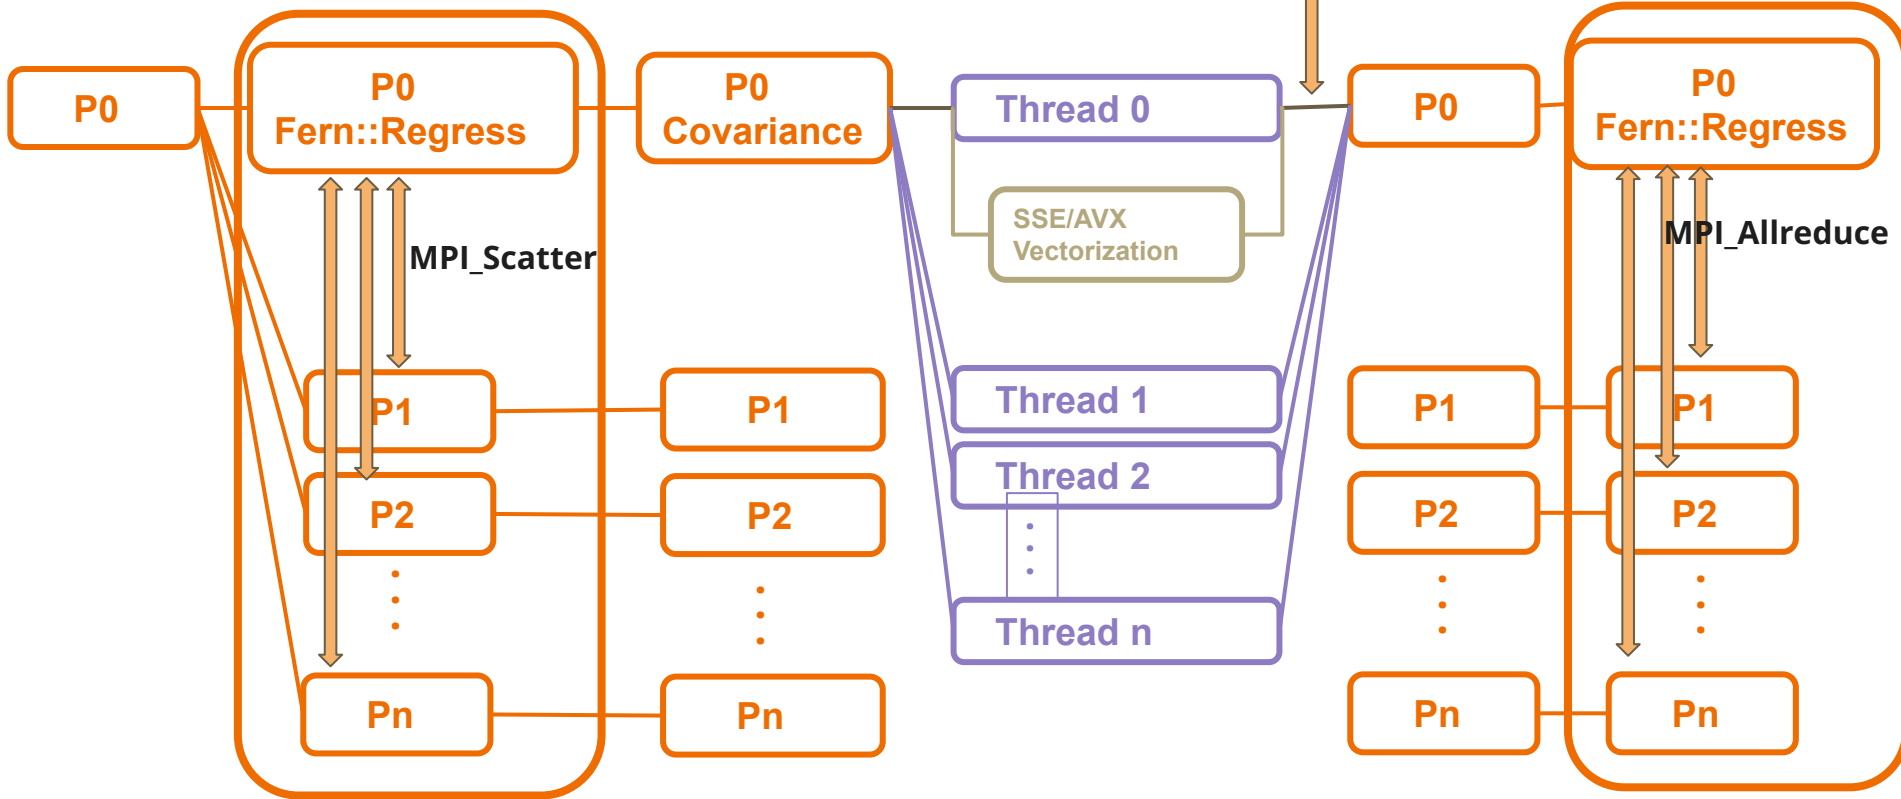 P0
P0
Fern::Regress
MPI_Scatter
P1
P2
Pn
P0
Covariance
P1
P2
Pn
Thread 0
SSE/AVX
Vectorization
Thread 1
Thread 2
Thread n
P0
P1
P2
Pn
P0
Fern::Regress
MPI_Allreduce
P1
P2
Pn